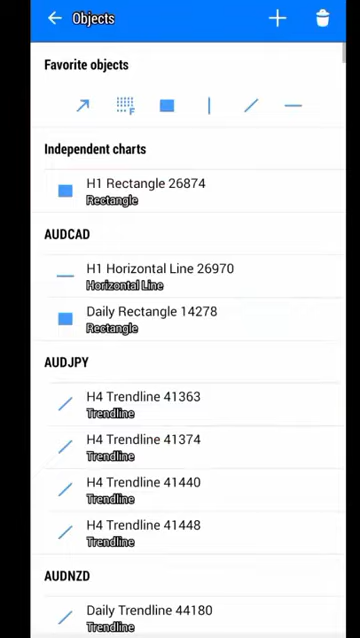 Objects
Favorite objects
F
Independent charts
H1 Rectangle 26874
Rectangle
AUDCAD
H1 Horizontal Line 26970
Horizontal Line
Daily Rectangle 14278
Rectangle
AUDJPY
H4 Trendline 41363
Trendline
H4 Trendline 41374
Trendline
H4 Trendline 41440
Trendline
H4 Trendline 41448
Trendline
AUDNZD
Daily Trendline 44180
Trendline